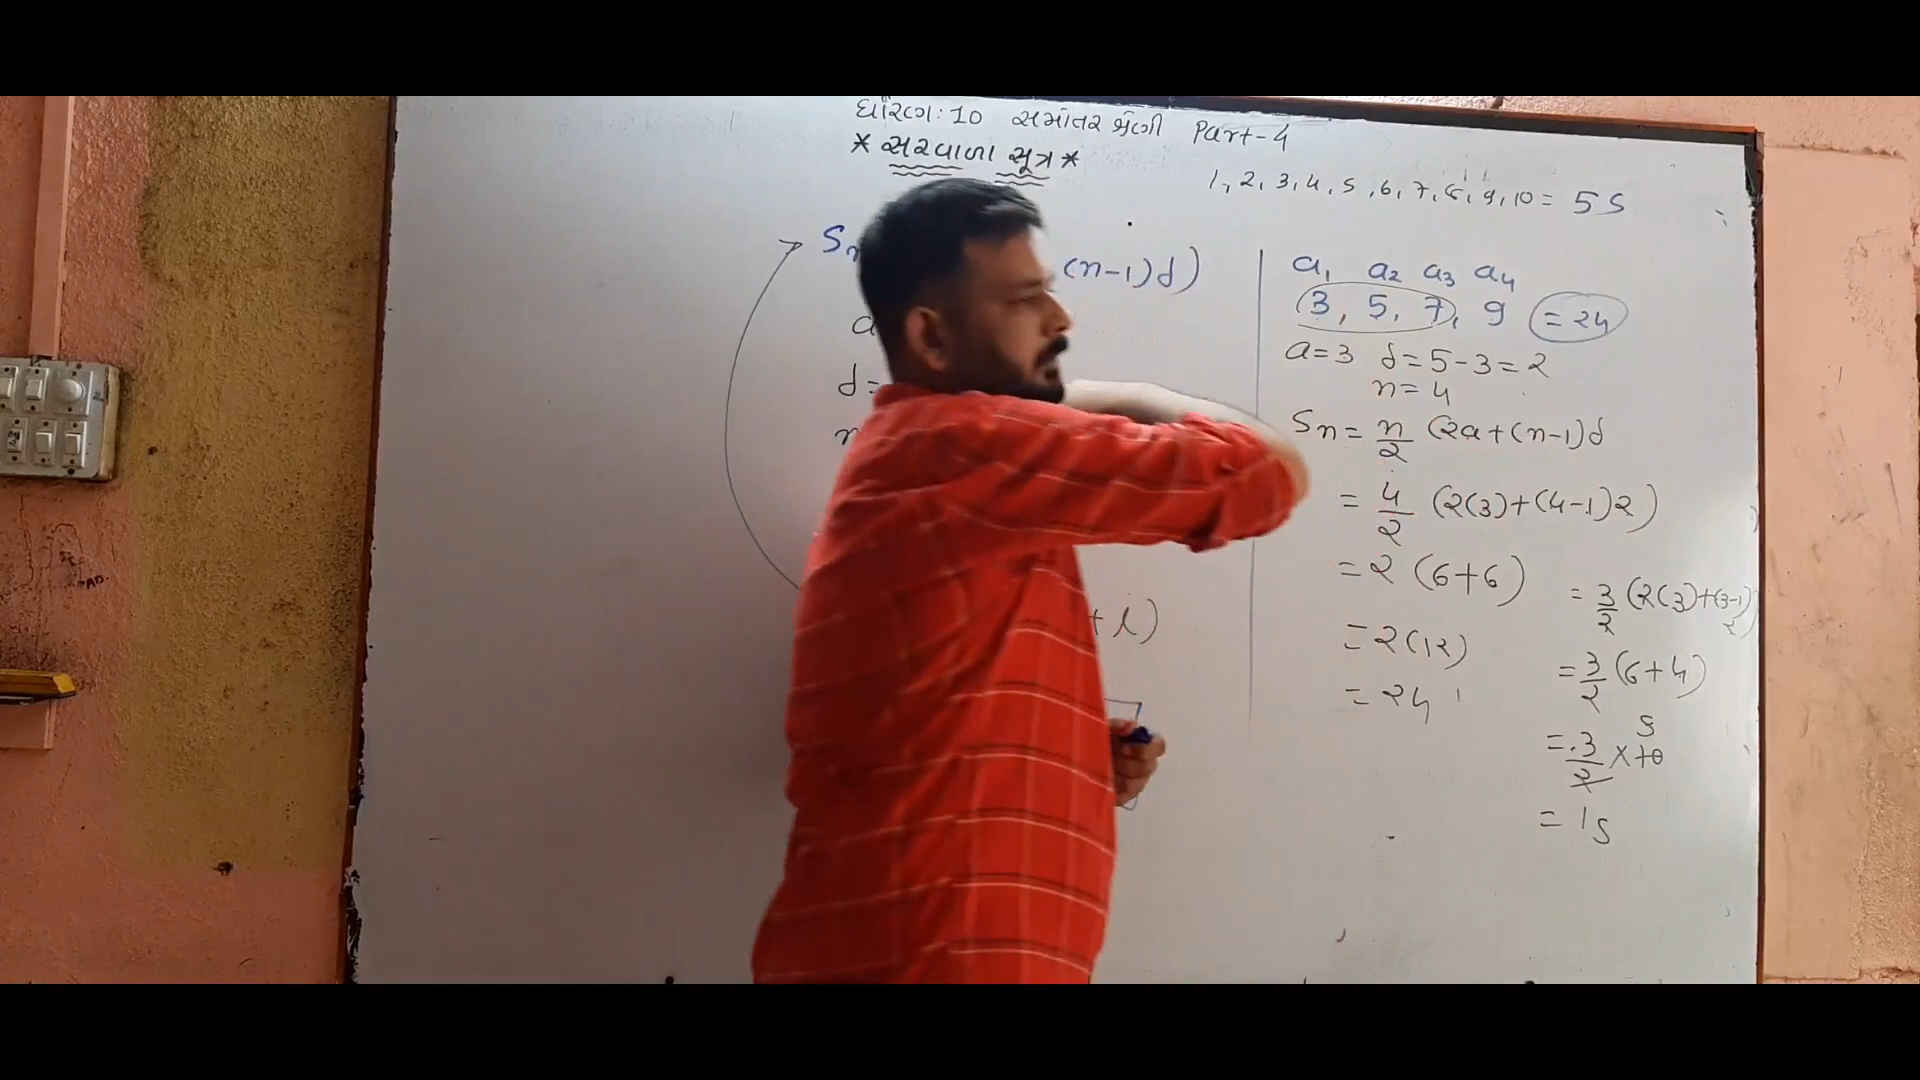 ધોરણ: 10 સમાંતર શ્રેણી Part-4
* સરવાળા સૂત્ર *
1, 2, 3, 4, 5, 6, 7, 8, 9, 10 = 55
Sn (n-1)d)
a
d=
n
+ l)
a1 a2 a3 a4
3, 5, 7, 9 = 24
a=3 d=5-3=2
n=4
Sn = n/2 (2a+(n-1)d
= 4/2 (2(3)+(4-1)2)
= 2 (6+6)
= 2(12)
= 24
= 3/2 (2(3)+(3-1)2)
= 3/2 (6+4)
= 3/2 × 10 5
= 15